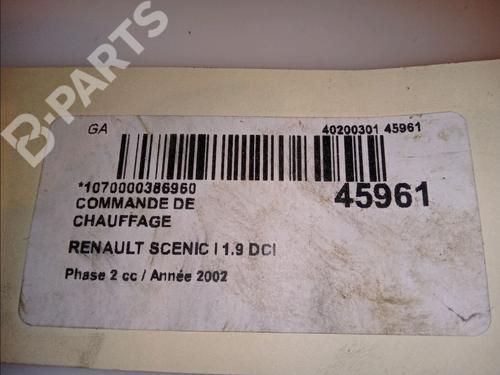 B-PARTS
GA
40200301 45961
*1070000386960
45961
COMMANDE DE
CHAUFFAGE
RENAULT SCENIC I 1.9 DCI
Phase 2 cc / Année 2002